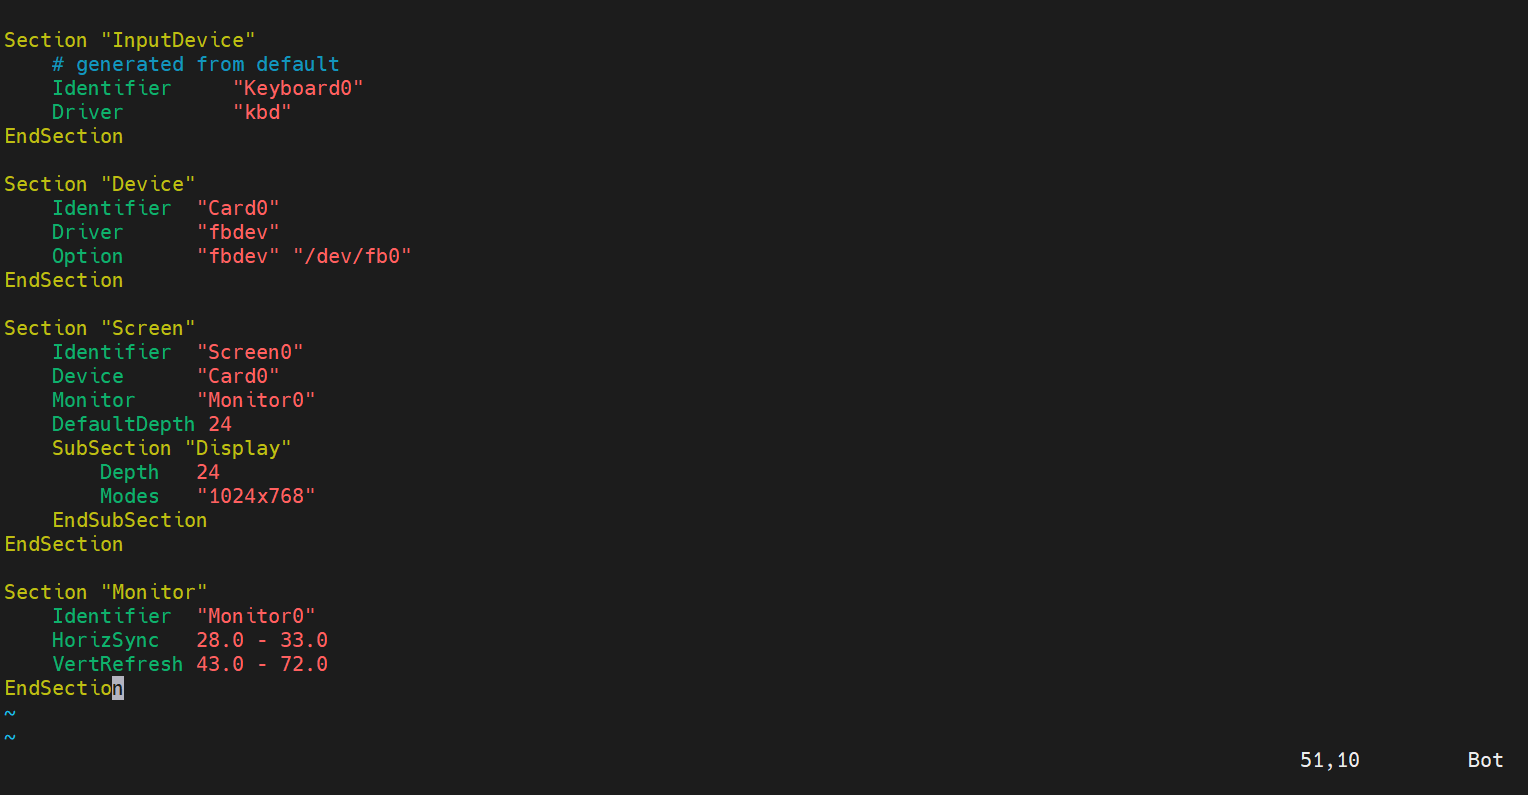 Section "InputDevice"
    # generated from default
    Identifier     "Keyboard0"
    Driver         "kbd"
EndSection

Section "Device"
    Identifier  "Card0"
    Driver      "fbdev"
    Option      "fbdev" "/dev/fb0"
EndSection

Section "Screen"
    Identifier  "Screen0"
    Device      "Card0"
    Monitor     "Monitor0"
    DefaultDepth 24
    SubSection "Display"
        Depth   24
        Modes   "1024x768"
    EndSubSection
EndSection

Section "Monitor"
    Identifier  "Monitor0"
    HorizSync   28.0 - 33.0
    VertRefresh 43.0 - 72.0
EndSection
~
~
51,10         Bot